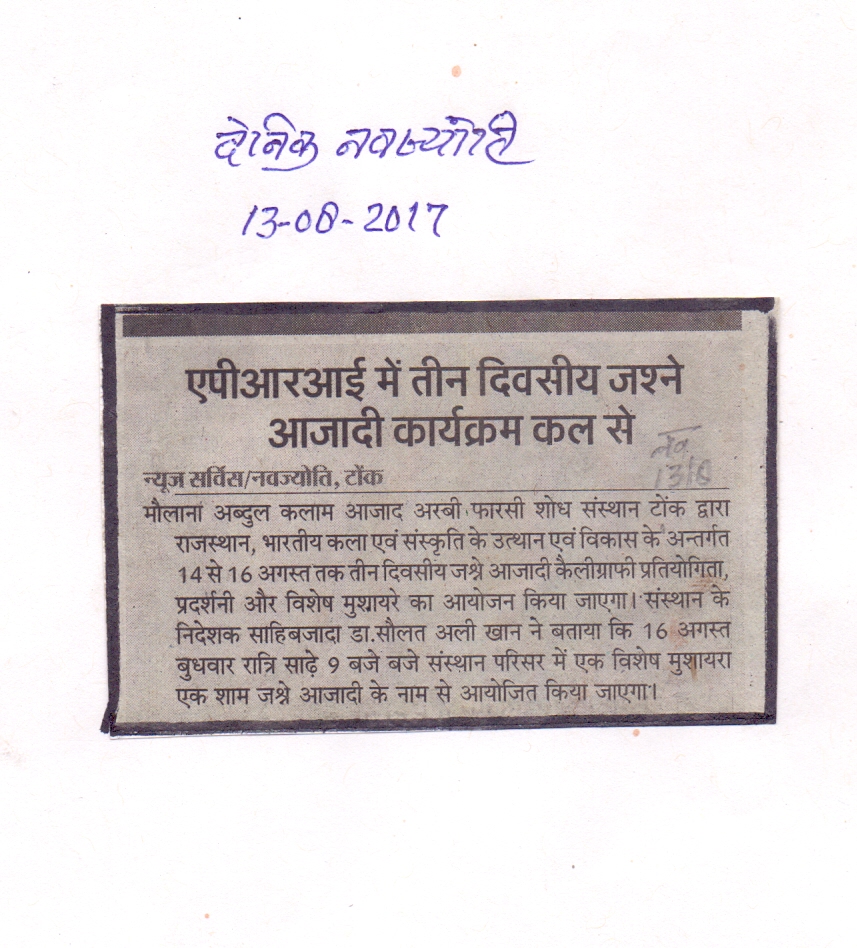 दैनिक नवज्योति
13-08-2017
एपीआरआई में तीन दिवसीय जश्ने
आजादी कार्यक्रम कल से
नव
13/8
न्यूज सर्विस/नवज्योति, टोंक
मौलाना अब्दुल कलाम आजाद अरबी फारसी शोध संस्थान टोंक द्वारा
राजस्थान, भारतीय कला एवं संस्कृति के उत्थान एवं विकास के अन्तर्गत
14 से 16 अगस्त तक तीन दिवसीय जश्ने आजादी कैलीग्राफी प्रतियोगिता,
प्रदर्शनी और विशेष मुशायरे का आयोजन किया जाएगा। संस्थान के
निदेशक साहिबजादा डा.सौलत अली खान ने बताया कि 16 अगस्त
बुधवार रात्रि साढ़े 9 बजे बजे संस्थान परिसर में एक विशेष मुशायरा
एक शाम जश्ने आजादी के नाम से आयोजित किया जाएगा।